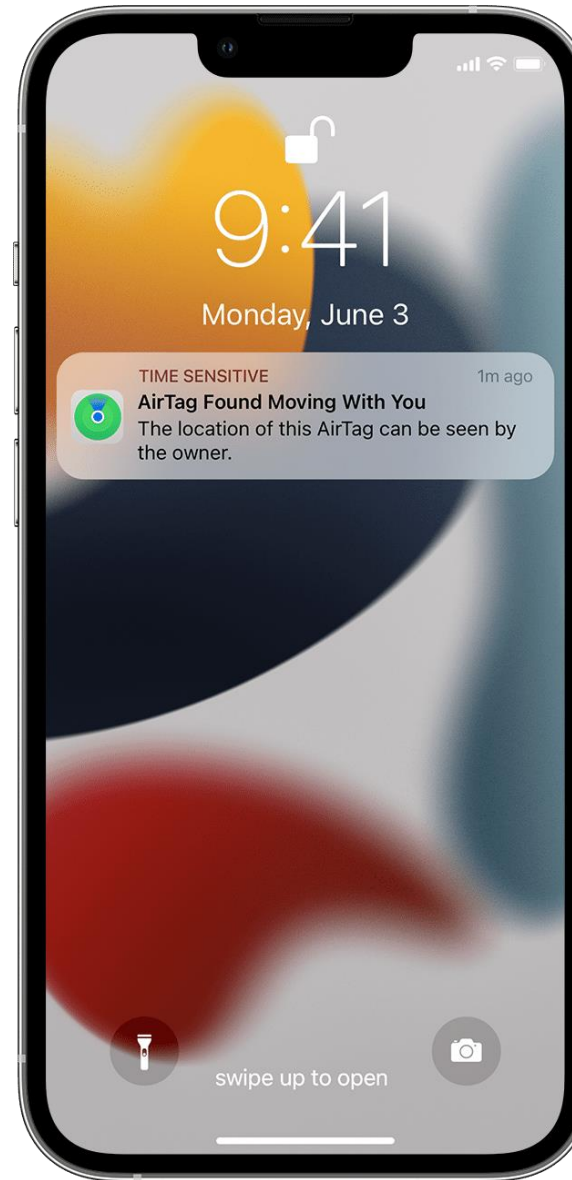 9:41
Monday, June 3
TIME SENSITIVE 1m ago
AirTag Found Moving With You
The location of this AirTag can be seen by
the owner.
swipe up to open